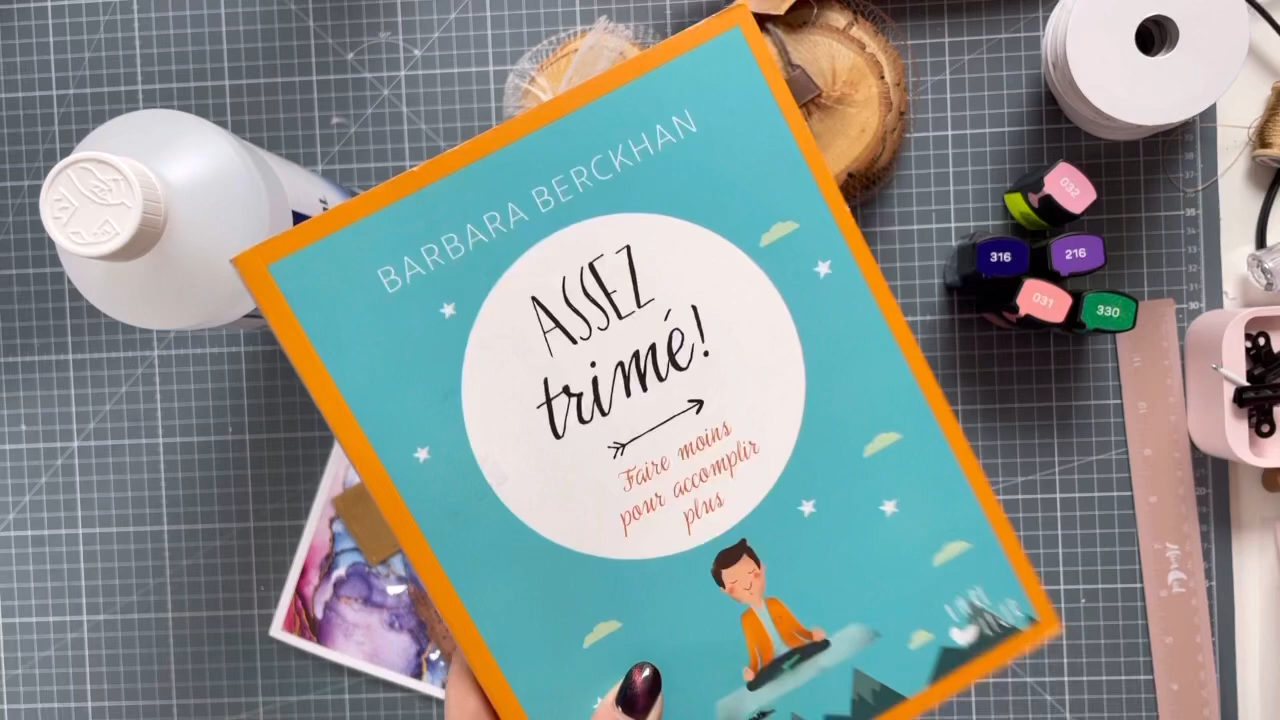 BARBARA BERCKHAN
ASSEZ
trimé!
Faire moins
pour accomplir
plus
032
316
216
031
330